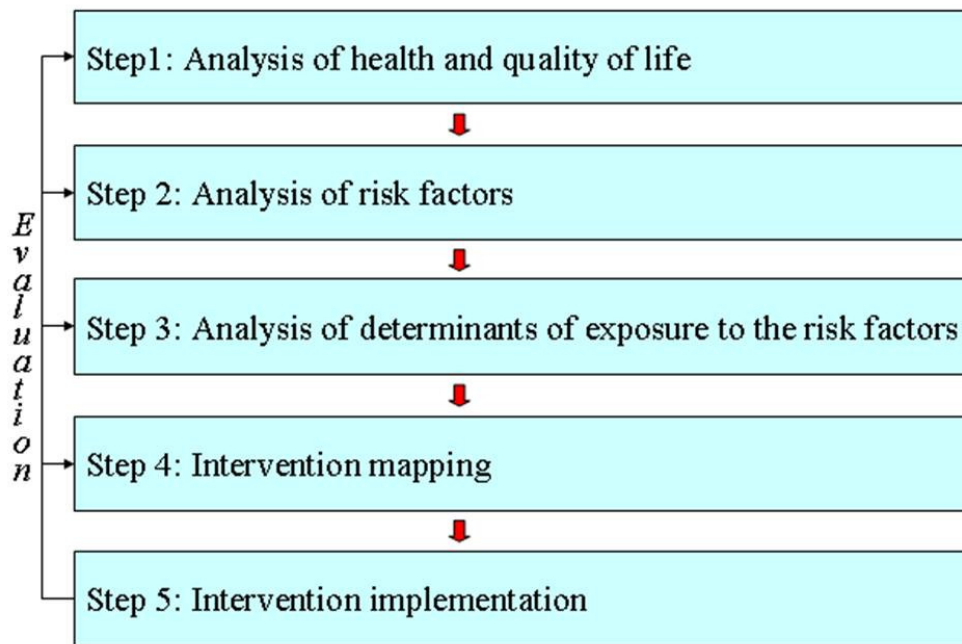 Step1: Analysis of health and quality of life
Step 2: Analysis of risk factors
Step 3: Analysis of determinants of exposure to the risk factors
Step 4: Intervention mapping
Step 5: Intervention implementation
Evaluation